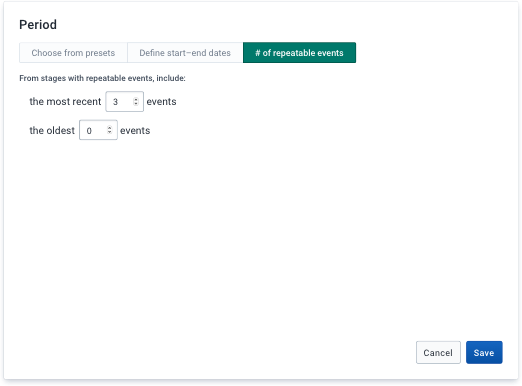 Period
Choose from presets
Define start–end dates
# of repeatable events
From stages with repeatable events, include:
the most recent 3 events
the oldest 0 events
Cancel
Save